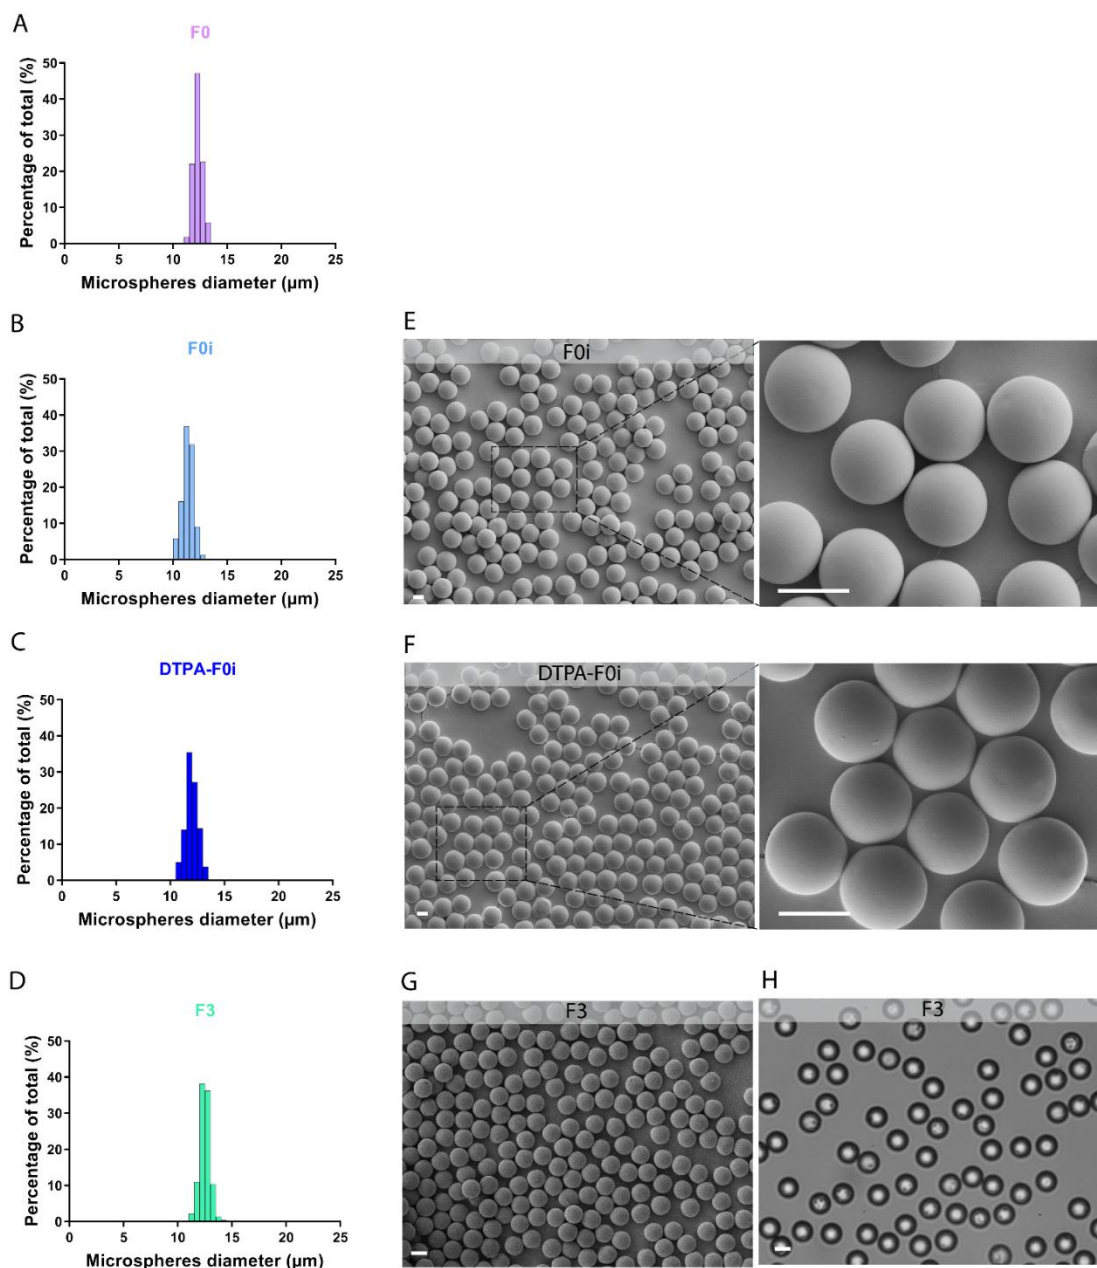 A
F0
Percentage of total (%)
50
40
30
20
10
0
0 5 10 15 20 25
Microspheres diameter (µm)
B
F0i
Percentage of total (%)
50
40
30
20
10
0
0 5 10 15 20 25
Microspheres diameter (µm)
E
F0i
C
DTPA-F0i
Percentage of total (%)
50
40
30
20
10
0
0 5 10 15 20 25
Microspheres diameter (µm)
F
DTPA-F0i
D
F3
Percentage of total (%)
50
40
30
20
10
0
0 5 10 15 20 25
Microspheres diameter (µm)
G
F3
H
F3